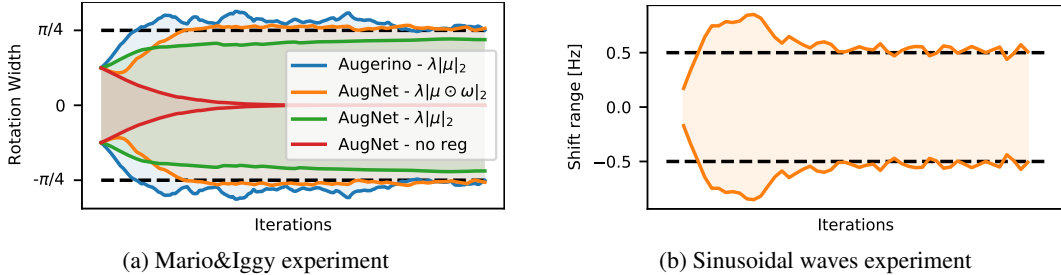 Rotation Width
π/4
0
-π/4
Augerino - λ|μ|₂
AugNet - λ|μ ⊙ ω|₂
AugNet - λ|μ|₂
AugNet - no reg
Iterations
(a) Mario&Iggy experiment
Shift range [Hz]
0.5
0.0
−0.5
Iterations
(b) Sinusoidal waves experiment